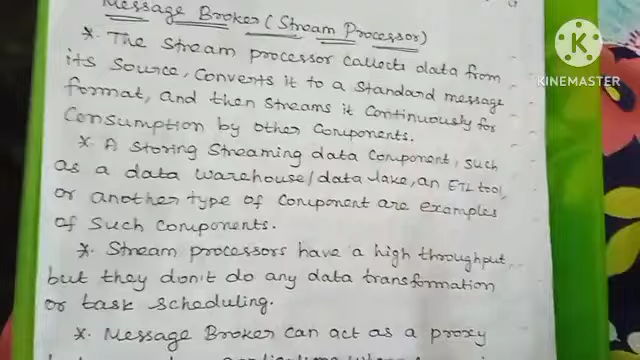 Message Broker (Stream Processor)
* The stream processor collects data from
its source, converts it to a standard message
format, and then streams it continuously for
consumption by other components.
* A storing streaming data component, such
as a data warehouse/data lake, an ETL tool,
or another type of component are examples
of such components.
* Stream processors have a high throughput,
but they don't do any data transformation
or task scheduling.
* Message Broker can act as a proxy
KINEMASTER